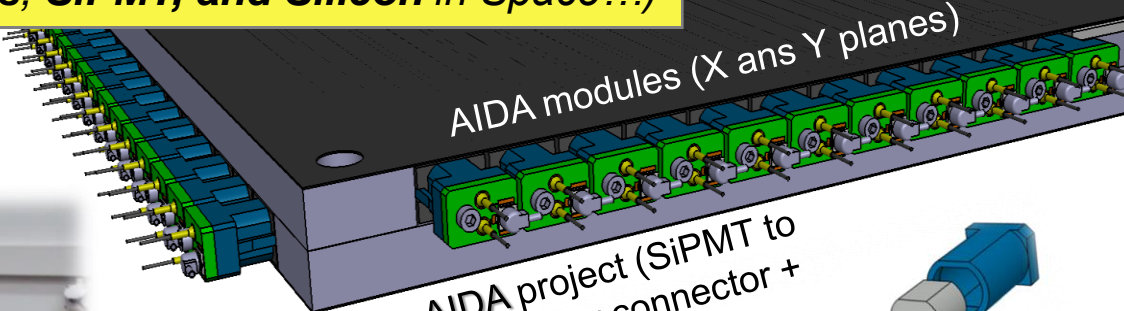 SiPMT, and Silicon in Space...)
AIDA modules (X ans Y planes)
AIDA project (SiPMT to
connector +